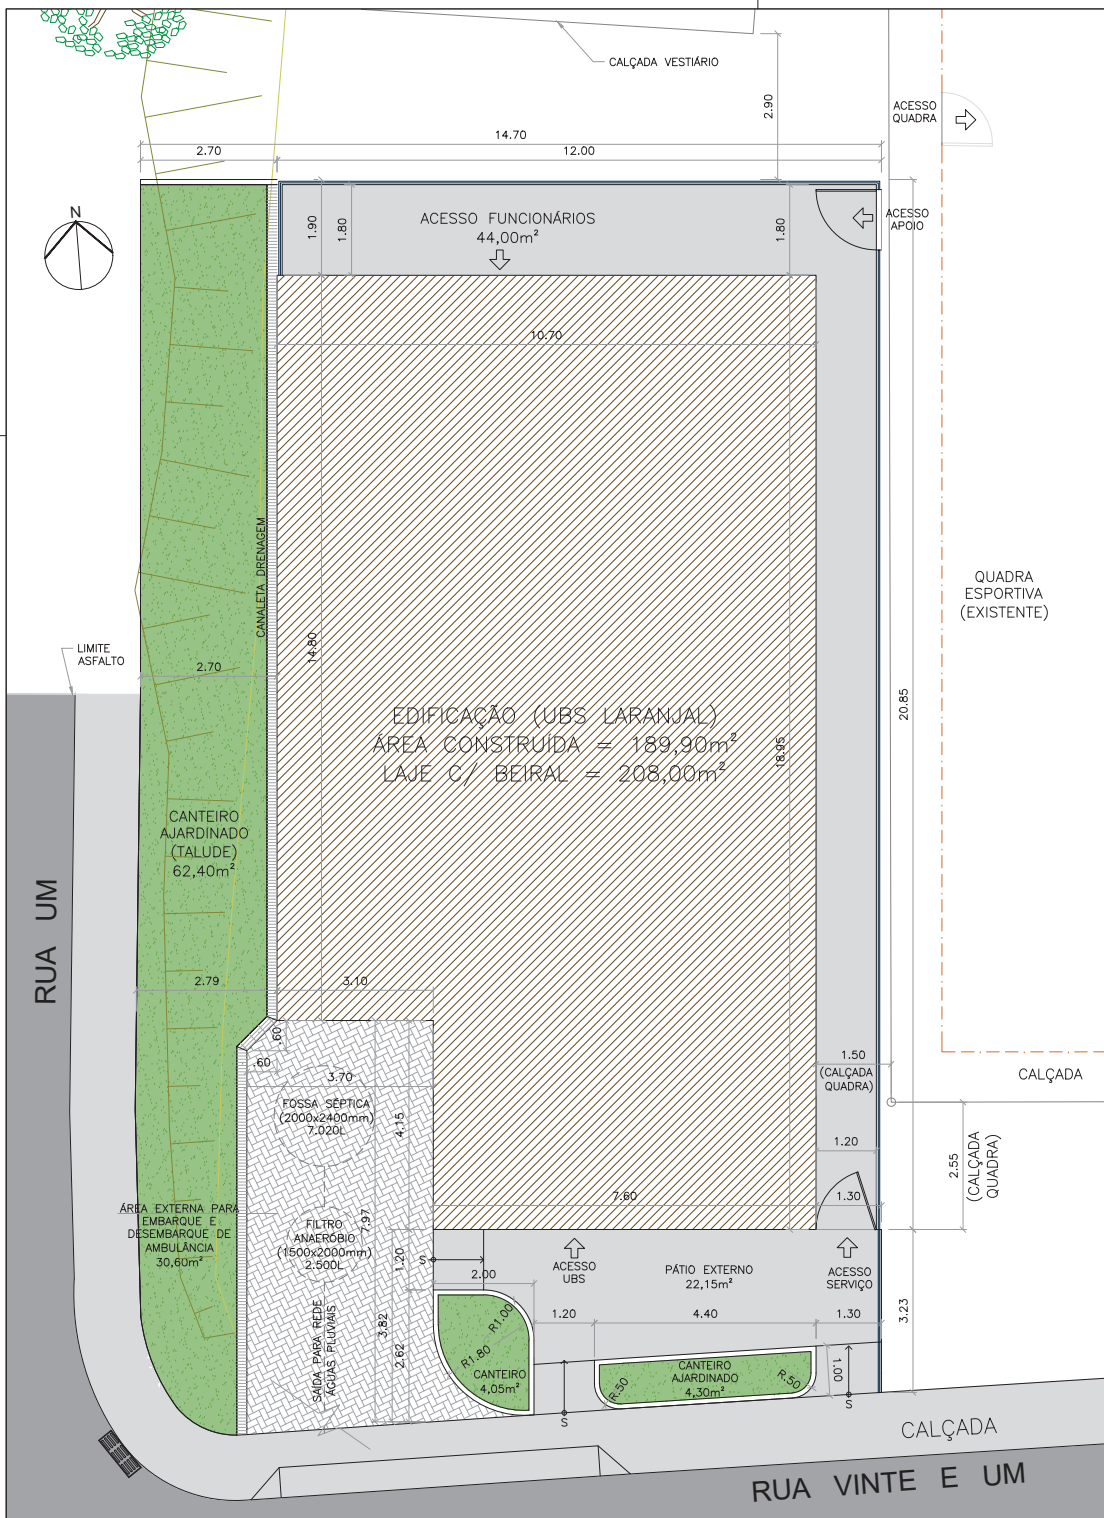 CALÇADA VESTIÁRIO
2.90
ACESSO
QUADRA
14.70
2.70
12.00
N
1.90
1.80
ACESSO FUNCIONÁRIOS
44,00m²
1.80
ACESSO
APOIO
10.70
CANALETA DRENAGEM
QUADRA
ESPORTIVA
(EXISTENTE)
LIMITE
ASFALTO
14.80
2.70
20.85
EDIFICAÇÃO (UBS LARANJAL)
ÁREA CONSTRUÍDA = 189,90m²
LAJE C/ BEIRAL = 208,00m²
18.95
CANTEIRO
AJARDINADO
(TALUDE)
62,40m²
RUA UM
2.79
3.10
.60
.60
3.70
1.50
(CALÇADA
QUADRA)
CALÇADA
FOSSA SÉPTICA
(2000x2400mm)
7.020L
4.15
1.20
2.55
(CALÇADA
QUADRA)
7.60
1.30
ÁREA EXTERNA PARA
EMBARQUE E
DESEMBARQUE DE
AMBULÂNCIA
30,60m²
FILTRO
ANAERÓBIO
(1500x2000mm)
2.500L
7.97
1.20
S
2.00
ACESSO
UBS
PÁTIO EXTERNO
22,15m²
ACESSO
SERVIÇO
1.20
4.40
1.30
3.23
SAÍDA PARA REDE
ÁGUAS PLUVIAIS
3.82
2.62
R1.00
R1.80
CANTEIRO
4,05m²
CANTEIRO
AJARDINADO
4,30m²
R.50
R.50
1.00
S
S
CALÇADA
RUA VINTE E UM